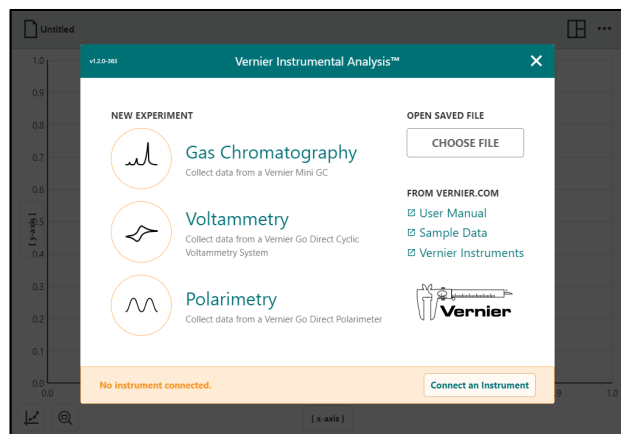 Untitled
v1.2.0-363
Vernier Instrumental Analysis™
NEW EXPERIMENT
Gas Chromatography
Collect data from a Vernier Mini GC
Voltammetry
Collect data from a Vernier Go Direct Cyclic
Voltammetry System
Polarimetry
Collect data from a Vernier Go Direct Polarimeter
OPEN SAVED FILE
CHOOSE FILE
FROM VERNIER.COM
User Manual
Sample Data
Vernier Instruments
Vernier
No instrument connected.
Connect an Instrument
1.0
0.9
0.8
0.7
0.6
0.4
0.3
0.2
0.1
0.0
[ y-axis ]
0.0
.9
1.0
[ x-axis ]